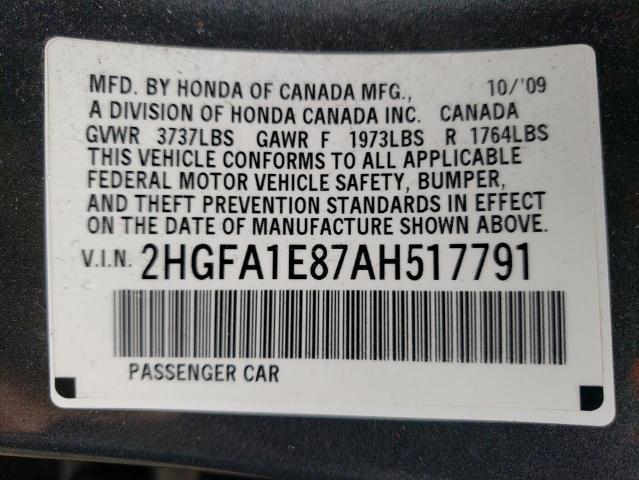 MFD. BY HONDA OF CANADA MFG., 10/'09
A DIVISION OF HONDA CANADA INC. CANADA
GVWR 3737LBS GAWR F 1973LBS R 1764LBS
THIS VEHICLE CONFORMS TO ALL APPLICABLE
FEDERAL MOTOR VEHICLE SAFETY, BUMPER,
AND THEFT PREVENTION STANDARDS IN EFFECT
ON THE DATE OF MANUFACTURE SHOWN ABOVE.
V.I.N. 2HGFA1E87AH517791
PASSENGER CAR